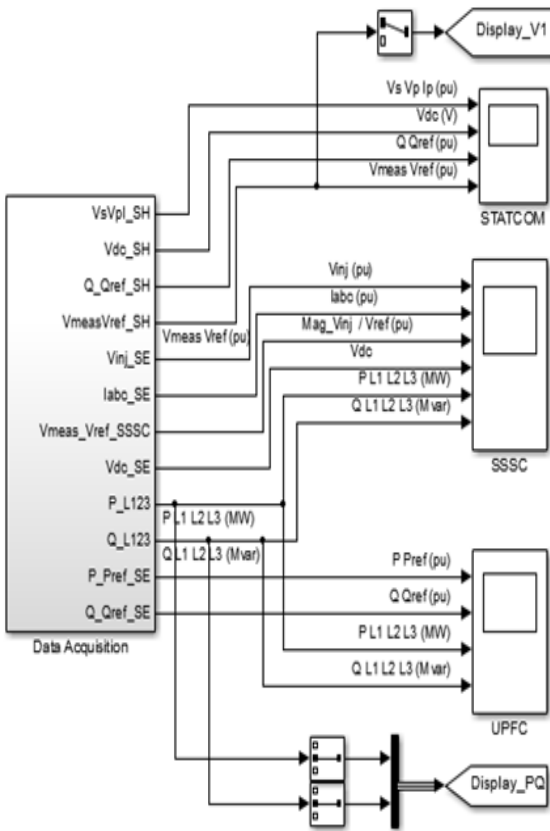 Display_V1
Vs Vp Ip (pu)
Vdc (V)
Q Qref (pu)
Vmeas Vref (pu)
STATCOM
VsVpI_SH
Vdc_SH
Q_Qref_SH
VmeasVref_SH
Vmeas Vref (pu)
Vinj_SE
Iabc_SE
Vmeas_Vref_SSSC
Vdc_SE
P_L123
P L1 L2 L3 (MW)
Q_L123
Q L1 L2 L3 (Mvar)
P_Pref_SE
Q_Qref_SE
Data Acquisition
Vinj (pu)
Iabc (pu)
Mag_Vinj / Vref (pu)
Vdc
P L1 L2 L3 (MW)
Q L1 L2 L3 (Mvar)
SSSC
P Pref (pu)
Q Qref (pu)
P L1 L2 L3 (MW)
Q L1 L2 L3 (Mvar)
UPFC
Display_PQ